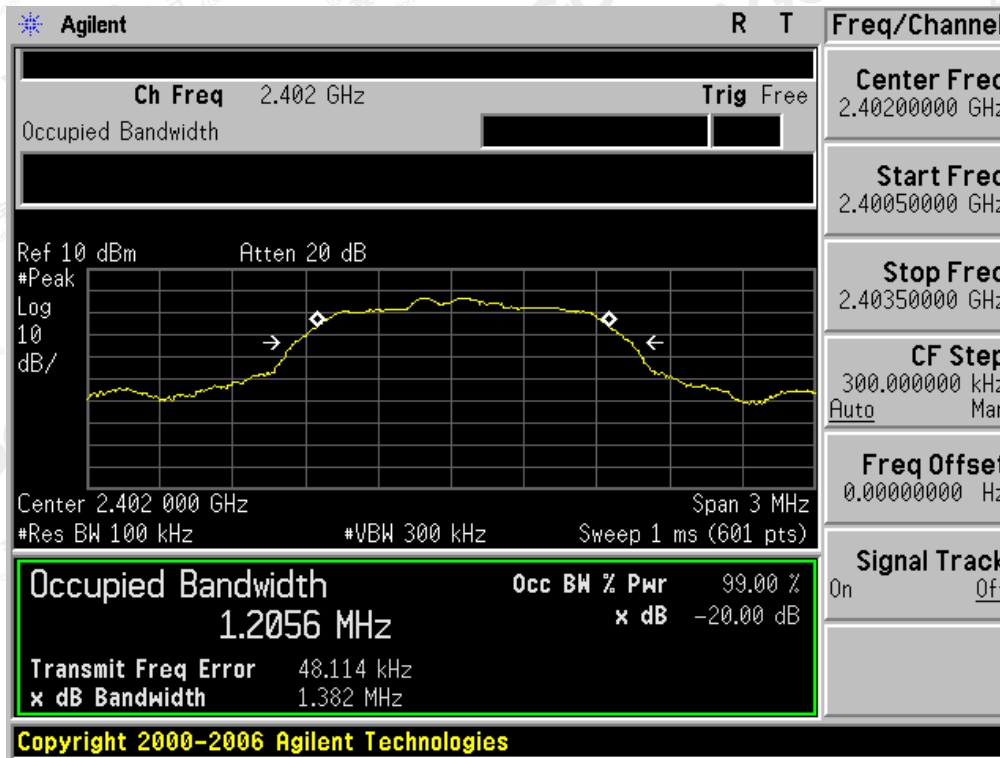 Agilent R T
Ch Freq 2.402 GHz Trig Free
Occupied Bandwidth
Ref 10 dBm Atten 20 dB
#Peak
Log
10
dB/
Center 2.402 000 GHz Span 3 MHz
#Res BW 100 kHz #VBW 300 kHz Sweep 1 ms (601 pts)
Occupied Bandwidth Occ BW % Pwr 99.00 %
1.2056 MHz x dB -20.00 dB
Transmit Freq Error 48.114 kHz
x dB Bandwidth 1.382 MHz
Copyright 2000-2006 Agilent Technologies
Freq/Channel
Center Freq
2.40200000 GHz
Start Freq
2.40050000 GHz
Stop Freq
2.40350000 GHz
CF Step
300.000000 kHz
Auto Man
Freq Offset
0.00000000 Hz
Signal Track
On Off